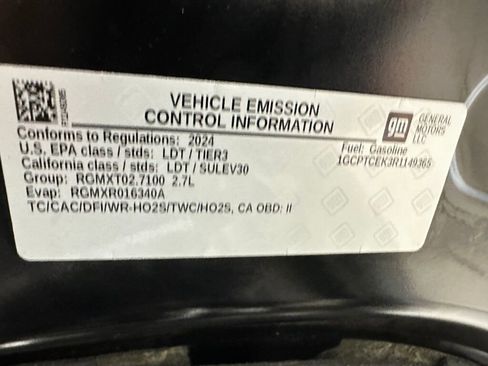 VEHICLE EMISSION
CONTROL INFORMATION
gm
GENERAL
MOTORS
LLC
Conforms to Regulations: 2024
Fuel: Gasoline
U.S. EPA class / stds: LDT / TIER3
1GCPTCEK3R1149365
California class / stds: LDT / SULEV30
Group: RGMXT02.7100 2.7L
Evap: RGMXR016340A
TC/CAC/DFI/WR-HO2S/TWC/HO2S, CA OBD: II